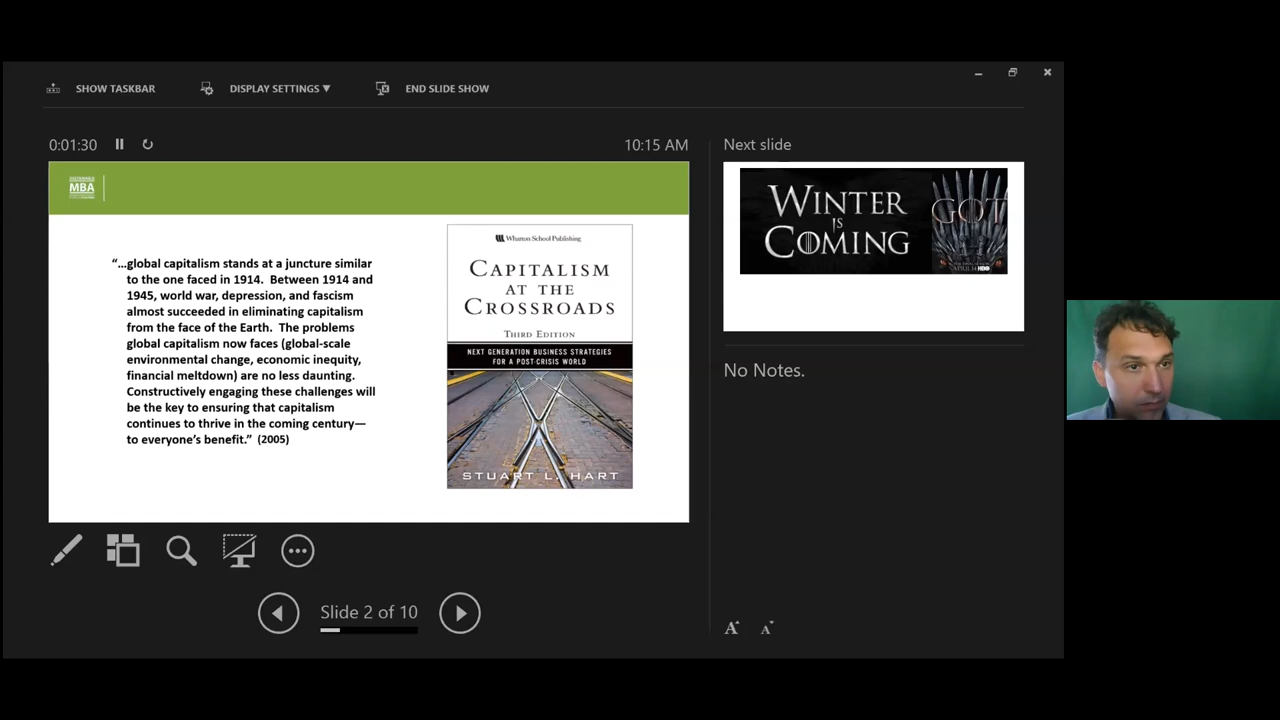 SHOW TASKBAR
DISPLAY SETTINGS ▼
END SLIDE SHOW
0:01:30
10:15 AM
MBA
“...global capitalism stands at a juncture similar
to the one faced in 1914. Between 1914 and
1945, world war, depression, and fascism
almost succeeded in eliminating capitalism
from the face of the Earth. The problems
global capitalism now faces (global-scale
environmental change, economic inequity,
financial meltdown) are no less daunting.
Constructively engaging these challenges will
be the key to ensuring that capitalism
continues to thrive in the coming century—
to everyone’s benefit.” (2005)
Wharton School Publishing
CAPITALISM
AT THE
CROSSROADS
THIRD EDITION
NEXT GENERATION BUSINESS STRATEGIES
FOR A POST-CRISIS WORLD
STUART L. HART
Slide 2 of 10
Next slide
WINTER
IS
COMING
GOT
HBO
No Notes.
A
A